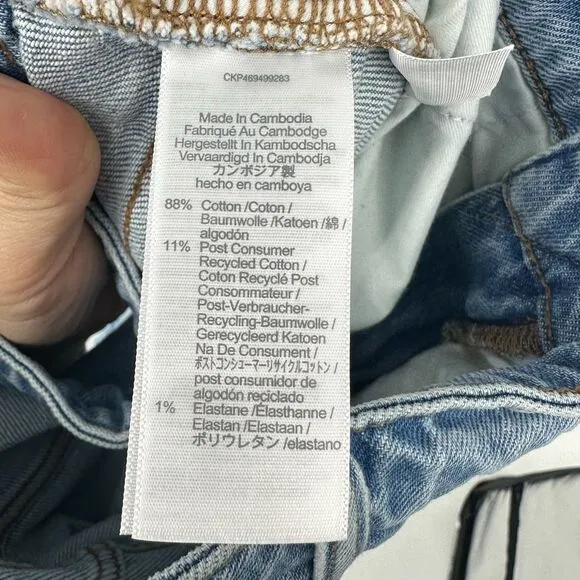 CKP469499283
Made In Cambodia
Fabriqué Au Cambodge
Hergestellt In Kambodscha
Vervaardigd In Cambodja
カンボジア製
hecho en camboya
88% Cotton /Coton /
Baumwolle /Katoen /綿 /
algodón
11% Post Consumer
Recycled Cotton /
Coton Recyclé Post
Consommateur /
Post-Verbraucher-
Recycling-Baumwolle /
Gerecycleerd Katoen
Na De Consument /
ポストコンシューマーリサイクルコットン /
post consumidor de
algodón reciclado
1% Elastane /Élasthanne /
Elastan /Elastaan /
ポリウレタン /elastano